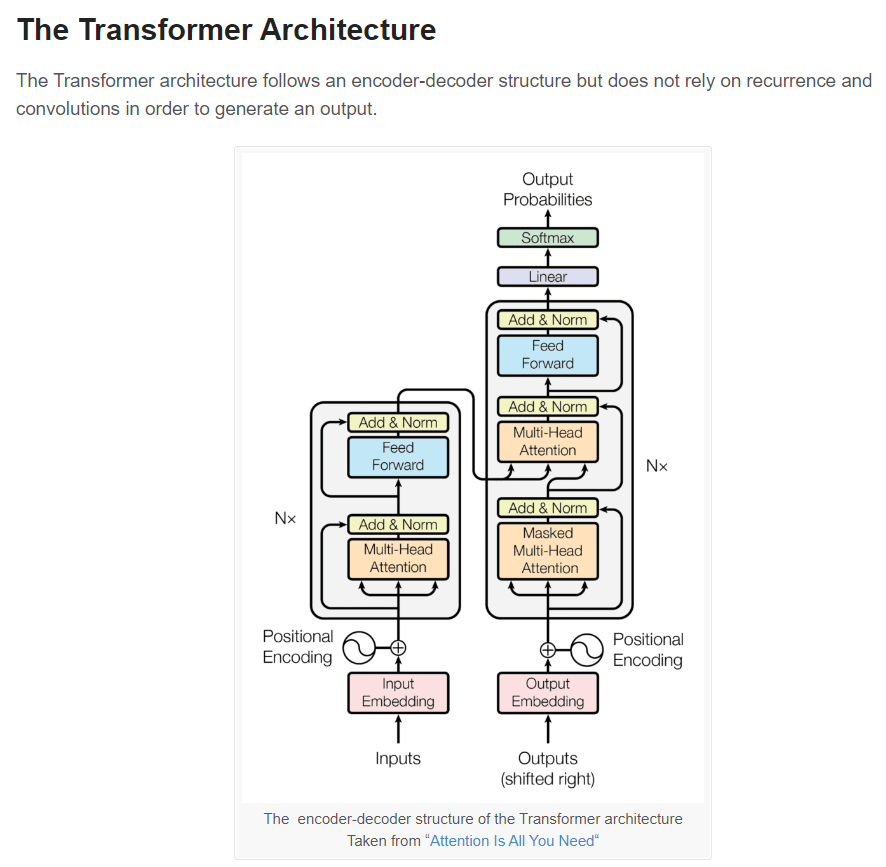 The Transformer Architecture
The Transformer architecture follows an encoder-decoder structure but does not rely on recurrence and
convolutions in order to generate an output.
Output
Probabilities
Softmax
Linear
Add & Norm
Feed
Forward
Add & Norm
Multi-Head
Attention
Nx
Add & Norm
Masked
Multi-Head
Attention
Add & Norm
Feed
Forward
Nx
Add & Norm
Multi-Head
Attention
Positional
Encoding
Positional
Encoding
Input
Embedding
Output
Embedding
Inputs
Outputs
(shifted right)
The  encoder-decoder structure of the Transformer architecture
Taken from “Attention Is All You Need“